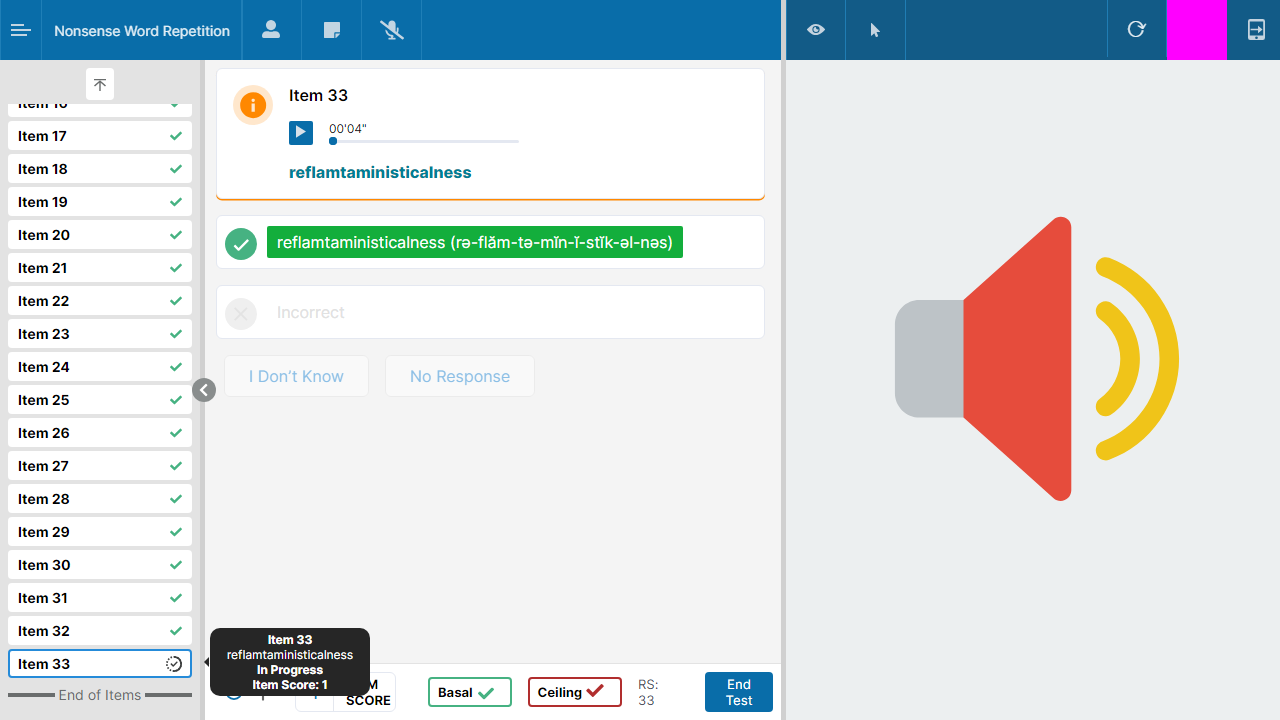 Nonsense Word Repetition
Item 16
Item 17
Item 18
Item 19
Item 20
Item 21
Item 22
Item 23
Item 24
Item 25
Item 26
Item 27
Item 28
Item 29
Item 30
Item 31
Item 32
Item 33
End of Items
Item 33
00'04"
reflamtaministicalness
reflamtaministicalness (rə-flăm-tə-mĭn-ĭ-stĭk-əl-nəs)
Incorrect
I Don't Know
No Response
Item 33
reflamtaministicalness
In Progress
Item Score: 1
SCORE
Basal
Ceiling
RS:
33
End
Test